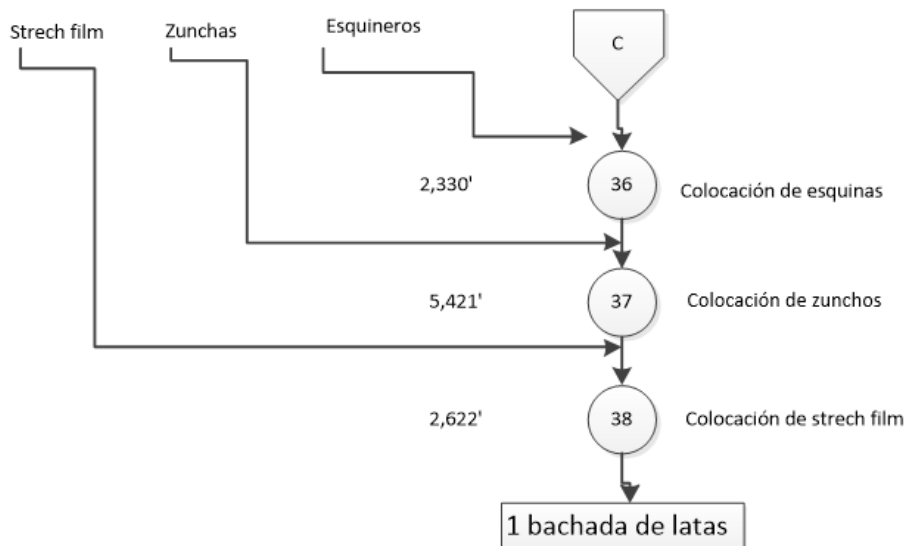 Strech film
Zunchas
Esquineros
C
2,330'
36
Colocación de esquinas
5,421'
37
Colocación de zunchos
2,622'
38
Colocación de strech film
1 bachada de latas